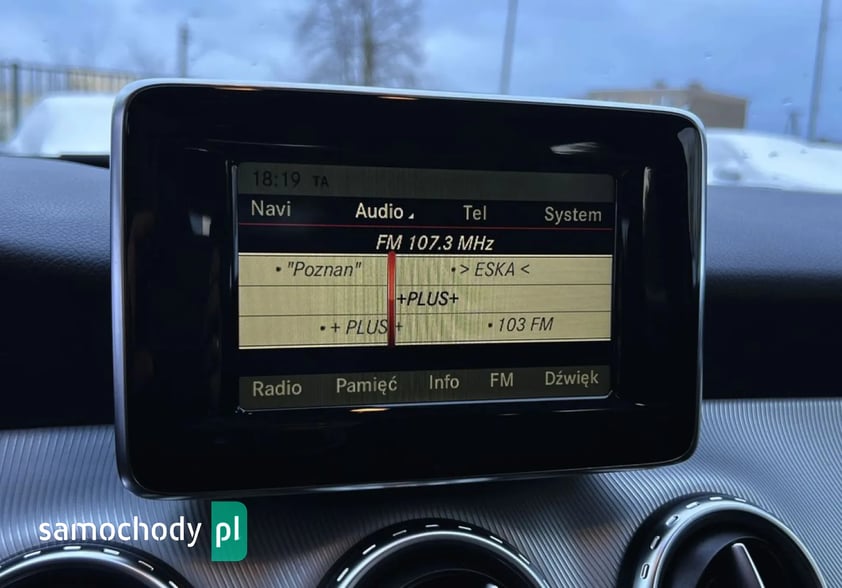 18:19 TA
Navi Audio Tel System
FM 107.3 MHz
• "Poznan" •> ESKA <
+PLUS+
• + PLUS + • 103 FM
Radio Pamięć Info FM Dźwięk
samochody pl